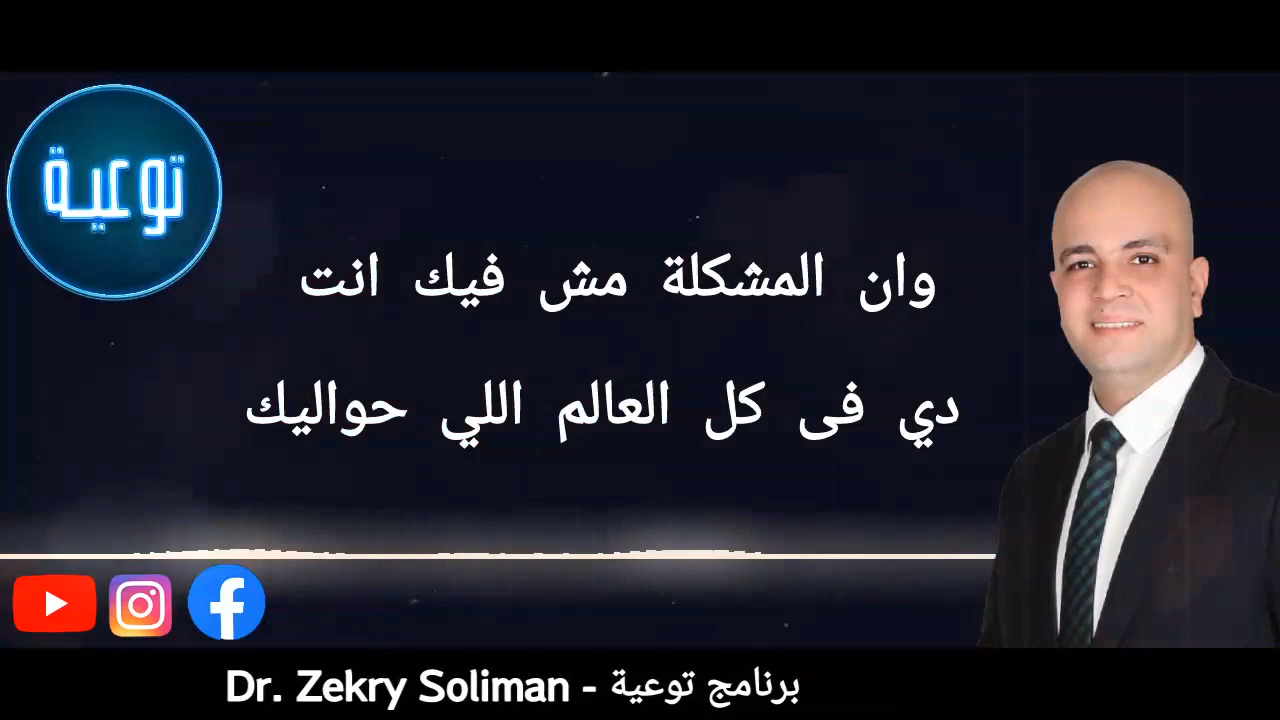 توعية
وان المشكلة مش فيك انت
دي فى كل العالم اللي حواليك
Dr. Zekry Soliman - برنامج توعية